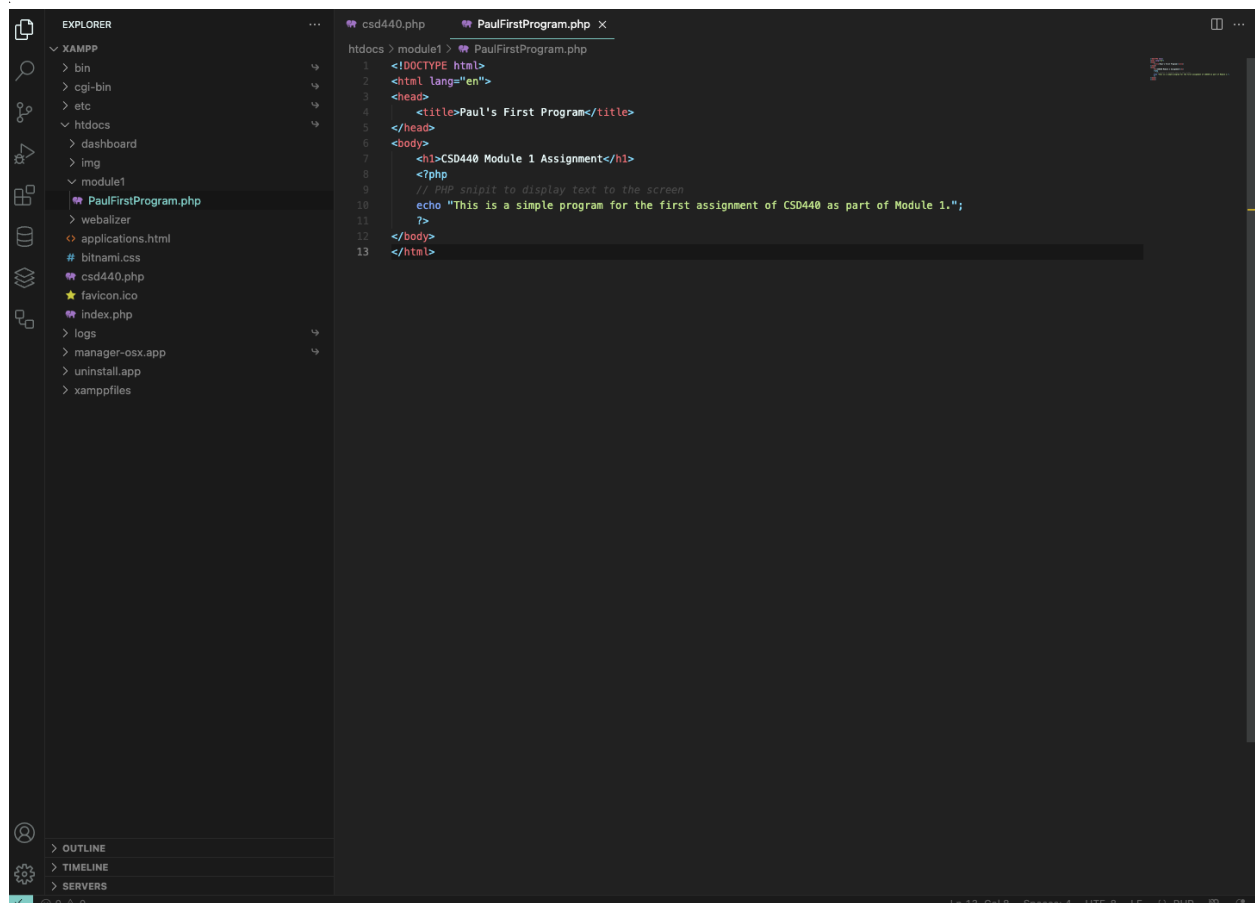 EXPLORER
XAMPP
bin
cgi-bin
etc
htdocs
dashboard
img
module1
PaulFirstProgram.php
webalizer
applications.html
bitnami.css
csd440.php
favicon.ico
index.php
logs
manager-osx.app
uninstall.app
xamppfiles
OUTLINE
TIMELINE
SERVERS
csd440.php PaulFirstProgram.php
htdocs > module1 > PaulFirstProgram.php
1 <!DOCTYPE html>
2 <html lang="en">
3 <head>
4 <title>Paul's First Program</title>
5 </head>
6 <body>
7 <h1>CSD440 Module 1 Assignment</h1>
8 <?php
9 // PHP snipit to display text to the screen
10 echo "This is a simple program for the first assignment of CSD440 as part of Module 1.";
11 ?>
12 </body>
13 </html>